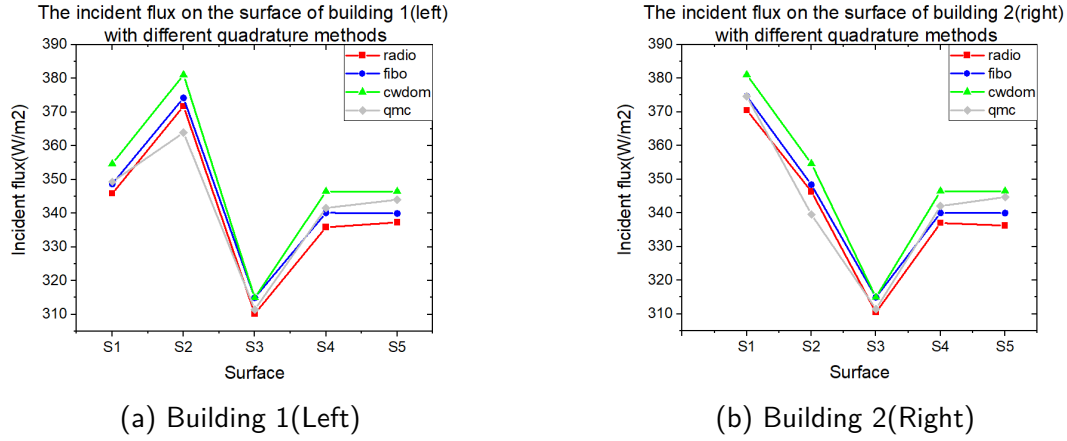 The incident flux on the surface of building 1(left)
with different quadrature methods
390
380
370
360
350
340
330
320
310
Incident flux(W/m2)
radio
fibo
cwdom
qmc
S1 S2 S3 S4 S5
Surface
(a) Building 1(Left)
The incident flux on the surface of building 2(right)
with different quadrature methods
390
380
370
360
350
340
330
320
310
Incident flux(W/m2)
radio
fibo
cwdom
qmc
S1 S2 S3 S4 S5
Surface
(b) Building 2(Right)